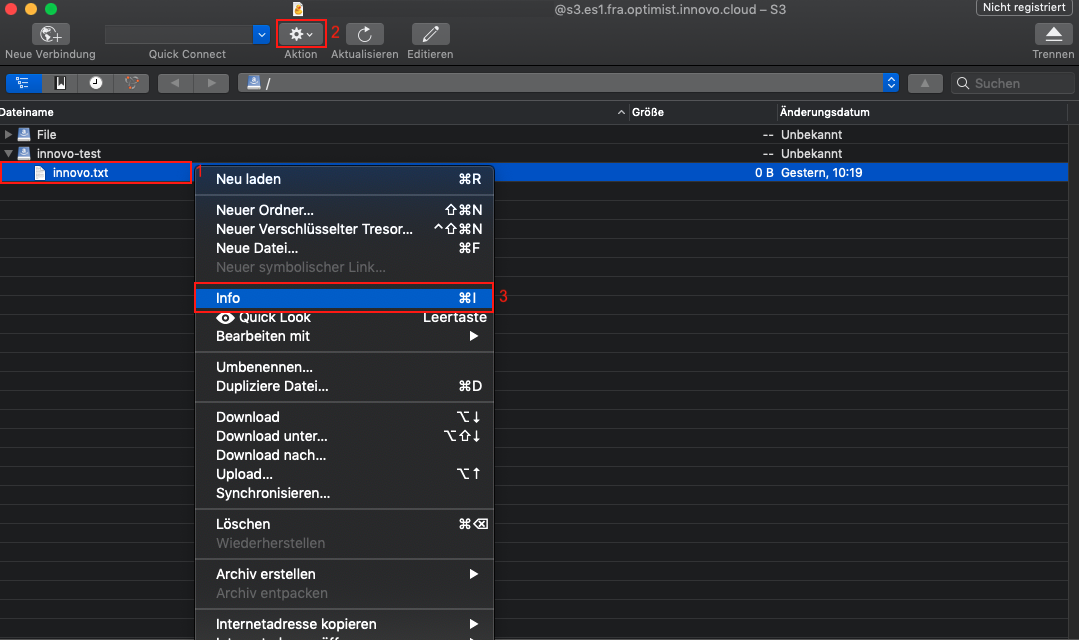 @s3.es1.fra.optimist.innovo.cloud – S3
Nicht registriert
2
Neue Verbindung
Quick Connect
Aktion
Aktualisieren
Editieren
Trennen
/
Suchen
Dateiname
Größe
Änderungsdatum
File
-- Unbekannt
innovo-test
-- Unbekannt
innovo.txt
0 B Gestern, 10:19
1
Neu laden ⌘R
Neuer Ordner... ⇧⌘N
Neuer Verschlüsselter Tresor... ^⇧⌘N
Neue Datei... ⌘F
Neuer symbolischer Link...
Info ⌘I
3
Quick Look Leertaste
Bearbeiten mit
Umbenennen...
Dupliziere Datei... ⌘D
Download ⌥↓
Download unter... ⌥⇧↓
Download nach...
Upload... ⌥↑
Synchronisieren...
Löschen ⌘⌫
Wiederherstellen
Archiv erstellen
Archiv entpacken
Internetadresse kopieren